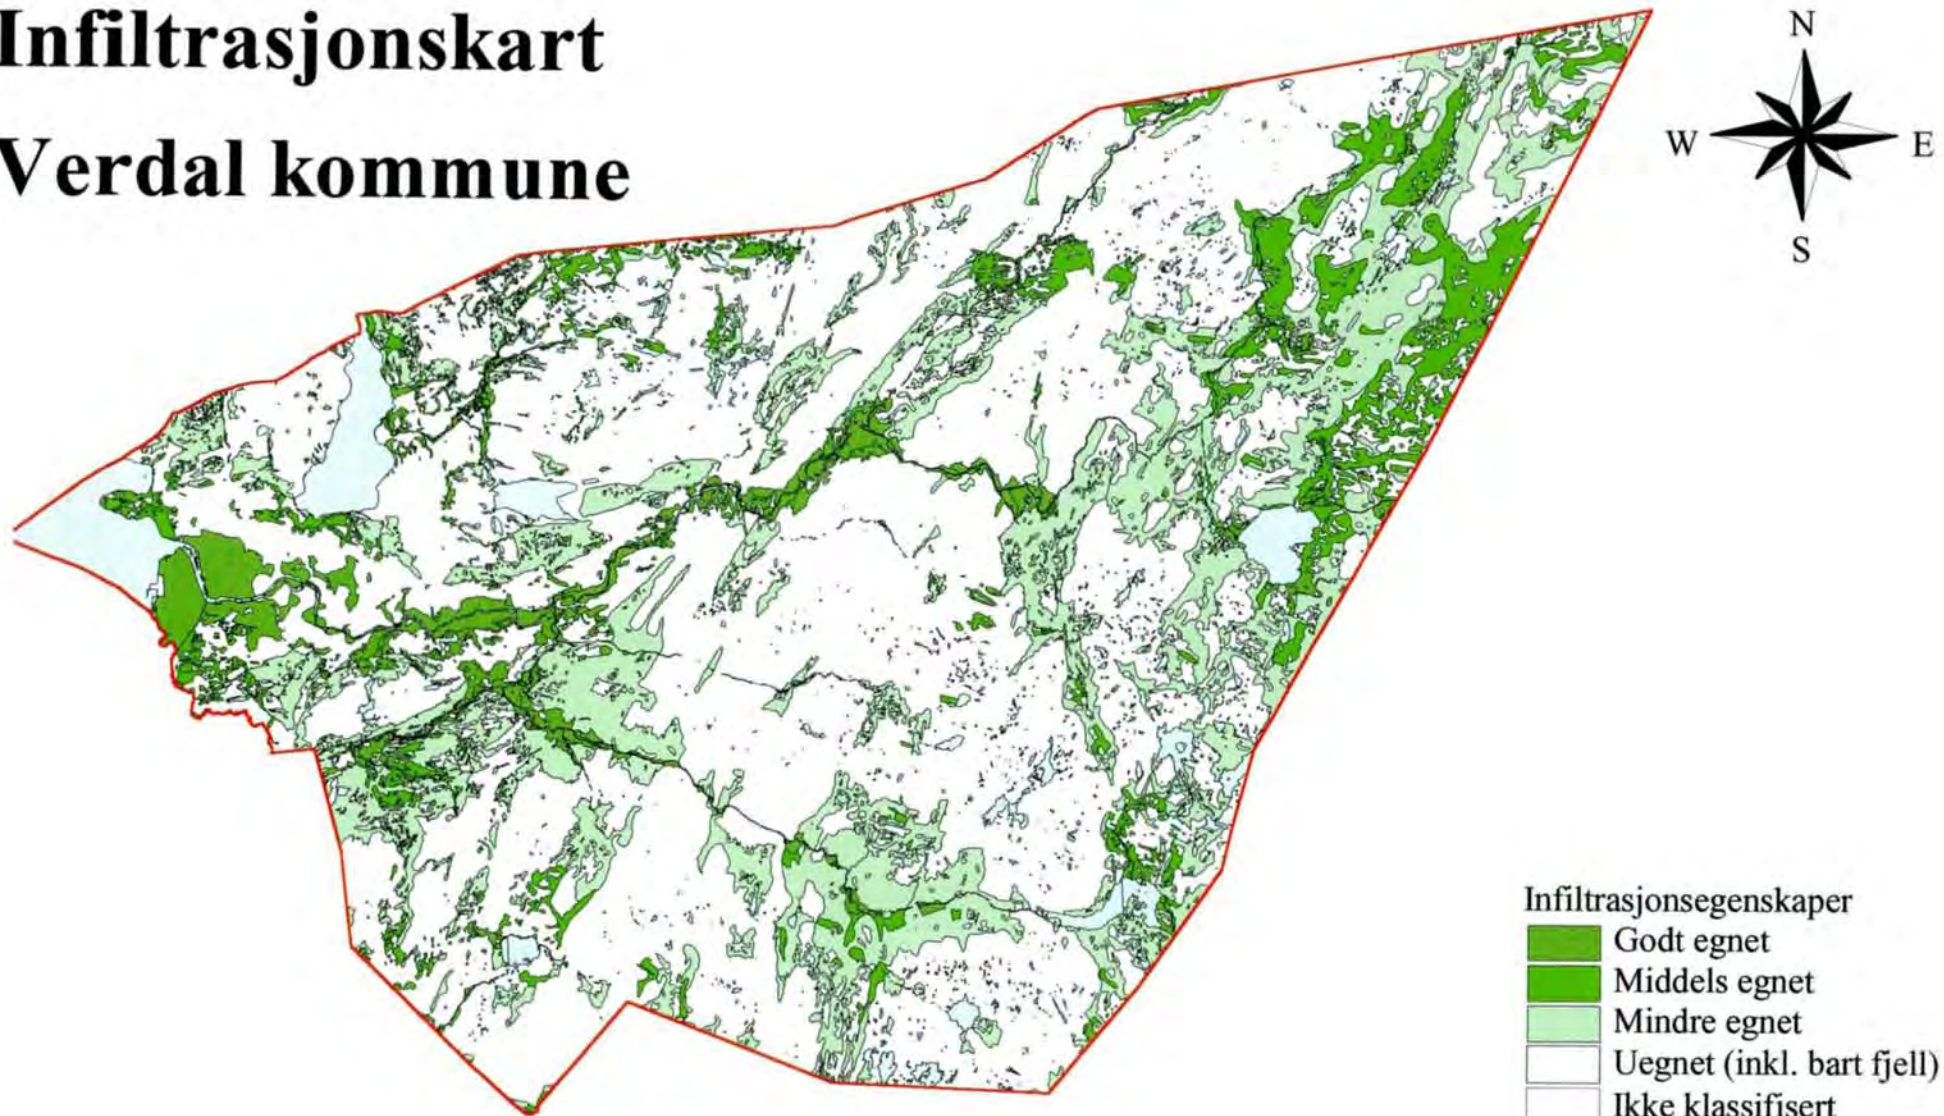 Infiltrasjonskart
Verdal kommune
N
W
E
S
Infiltrasjonsegenskaper
Godt egnet
Middels egnet
Mindre egnet
Uegnet (inkl. bart fjell)
Ikke klassifisert